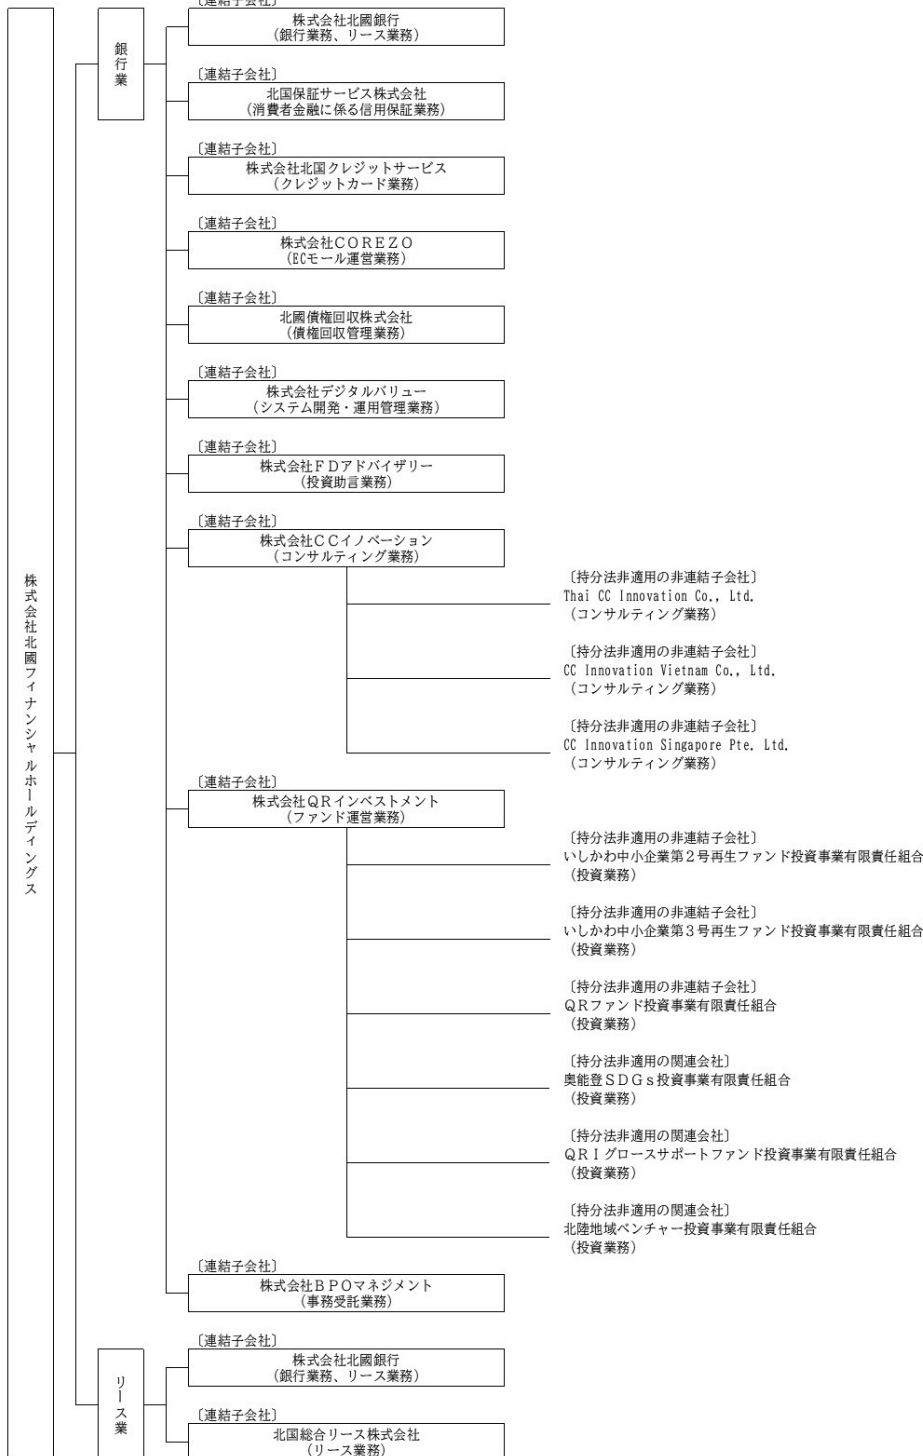 〔連結子会社〕
株式会社北國銀行
(銀行業務、リース業務)
銀行業
〔連結子会社〕
北国保証サービス株式会社
(消費者金融に係る信用保証業務)
〔連結子会社〕
株式会社北国クレジットサービス
(クレジットカード業務)
〔連結子会社〕
株式会社COREZO
(ECモール運営業務)
〔連結子会社〕
北國債権回収株式会社
(債権回収管理業務)
〔連結子会社〕
株式会社デジタルバリュー
(システム開発・運用管理業務)
〔連結子会社〕
株式会社FDアドバイザリー
(投資助言業務)
〔連結子会社〕
株式会社CCイノベーション
(コンサルティング業務)
株式会社北國フィナンシャルホールディングス
〔持分法非適用の非連結子会社〕
Thai CC Innovation Co., Ltd.
(コンサルティング業務)
〔持分法非適用の非連結子会社〕
CC Innovation Vietnam Co., Ltd.
(コンサルティング業務)
〔持分法非適用の非連結子会社〕
CC Innovation Singapore Pte. Ltd.
(コンサルティング業務)
〔連結子会社〕
株式会社QRインベストメント
(ファンド運営業務)
〔持分法非適用の非連結子会社〕
いしかわ中小企業第2号再生ファンド投資事業有限責任組合
(投資業務)
〔持分法非適用の非連結子会社〕
いしかわ中小企業第3号再生ファンド投資事業有限責任組合
(投資業務)
〔持分法非適用の非連結子会社〕
QRファンド投資事業有限責任組合
(投資業務)
〔持分法非適用の関連会社〕
奥能登SDGs投資事業有限責任組合
(投資業務)
〔持分法非適用の関連会社〕
QRIグロースサポートファンド投資事業有限責任組合
(投資業務)
〔持分法非適用の関連会社〕
北陸地域ベンチャー投資事業有限責任組合
(投資業務)
〔連結子会社〕
株式会社BPOマネジメント
(事務受託業務)
〔連結子会社〕
株式会社北國銀行
(銀行業務、リース業務)
リース業
〔連結子会社〕
北国総合リース株式会社
(リース業務)